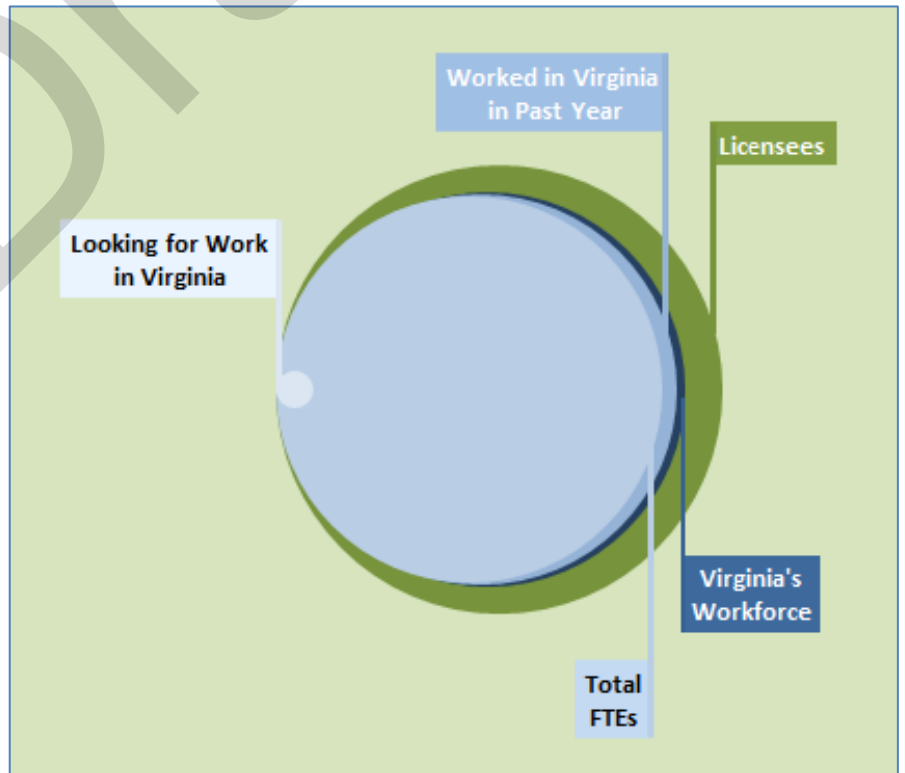 Worked in Virginia
in Past Year
Licensees
Looking for Work
in Virginia
Virginia's
Workforce
Total
FTEs